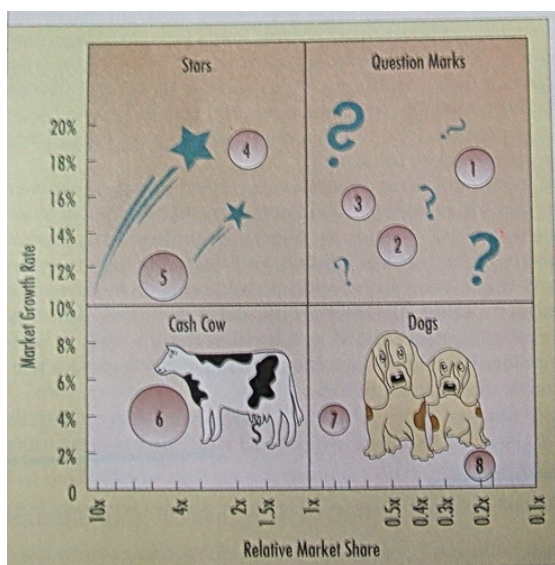 Stars
Question Marks
20%
18%
16%
14%
12%
10%
8%
6%
4%
2%
0
Market Growth Rate
4
5
?
?
?
?
?
1
3
2
Cash Cow
6
$
Dogs
7
8
10x
4x
2x
1.5x
1x
0.5x
0.4x
0.3x
0.2x
0.1x
Relative Market Share